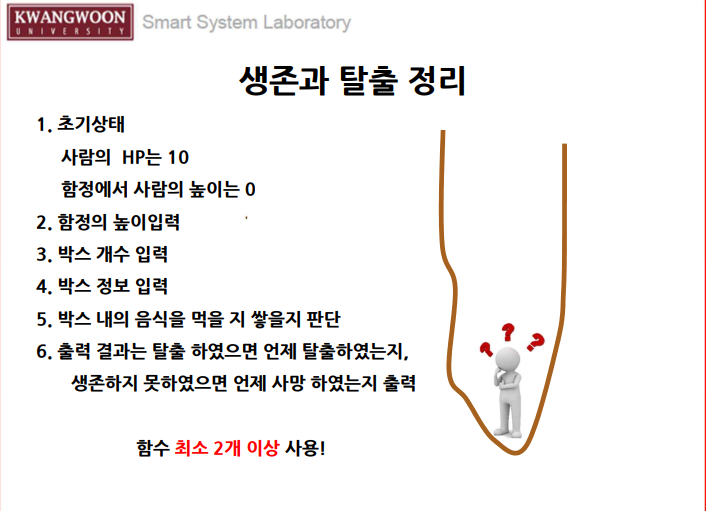 KWANGWOON
UNIVERSITY
Smart System Laboratory
생존과 탈출 정리
1. 초기상태
사람의 HP는 10
함정에서 사람의 높이는 0
2. 함정의 높이입력
3. 박스 개수 입력
4. 박스 정보 입력
5. 박스 내의 음식을 먹을 지 쌓을지 판단
6. 출력 결과는 탈출 하였으면 언제 탈출하였는지,
생존하지 못하였으면 언제 사망 하였는지 출력
? ? ?
함수 최소 2개 이상 사용!